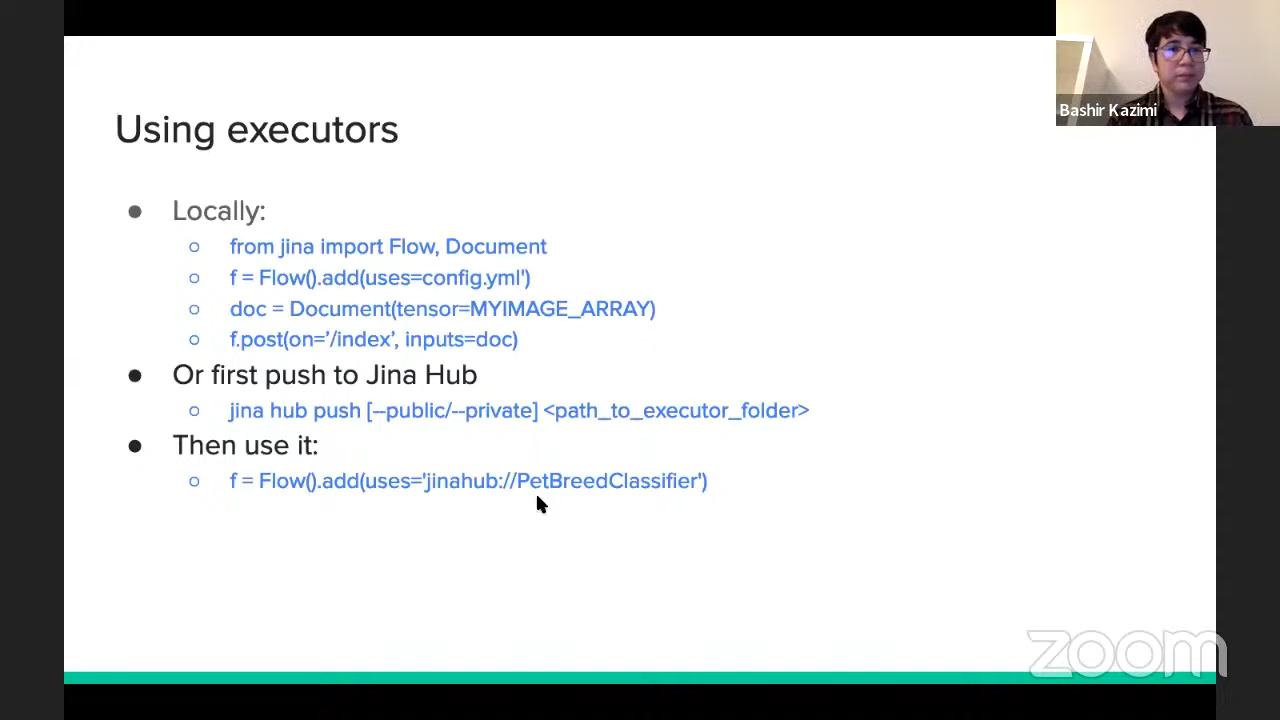 Bashir Kazimi
Using executors
Locally:
from jina import Flow, Document
f = Flow().add(uses=config.yml')
doc = Document(tensor=MYIMAGE_ARRAY)
f.post(on=’/index’, inputs=doc)
Or first push to Jina Hub
jina hub push [--public/--private] <path_to_executor_folder>
Then use it:
f = Flow().add(uses='jinahub://PetBreedClassifier')
zoom